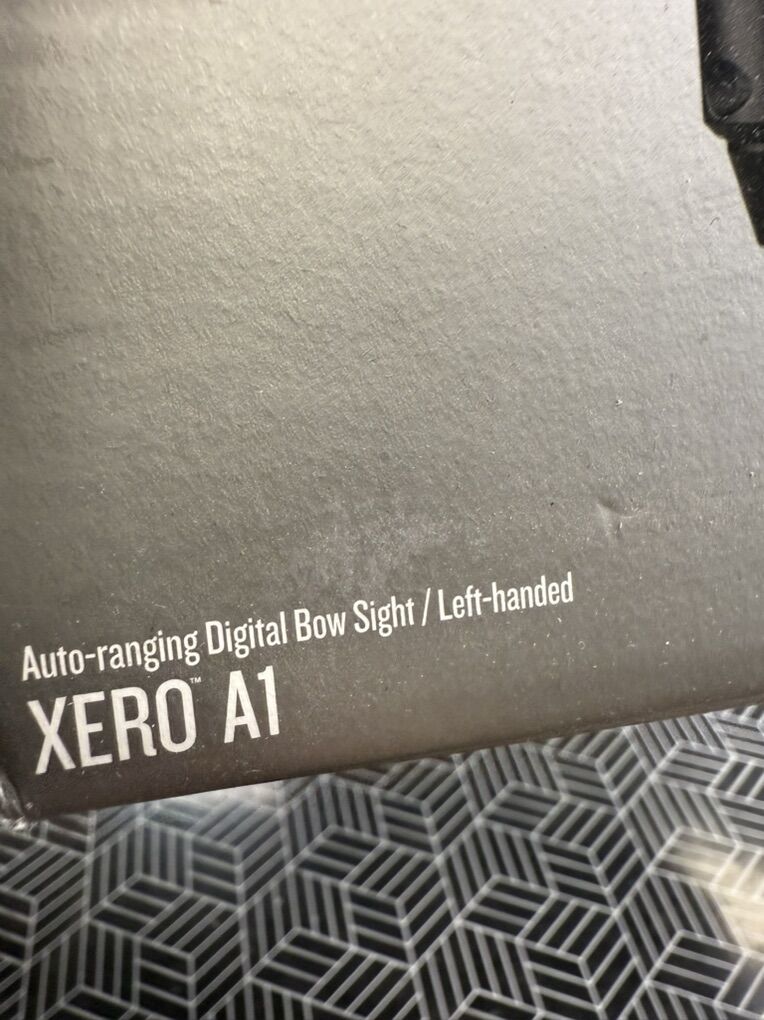 Auto-ranging Digital Bow Sight / Left-handed
XERO™ A1